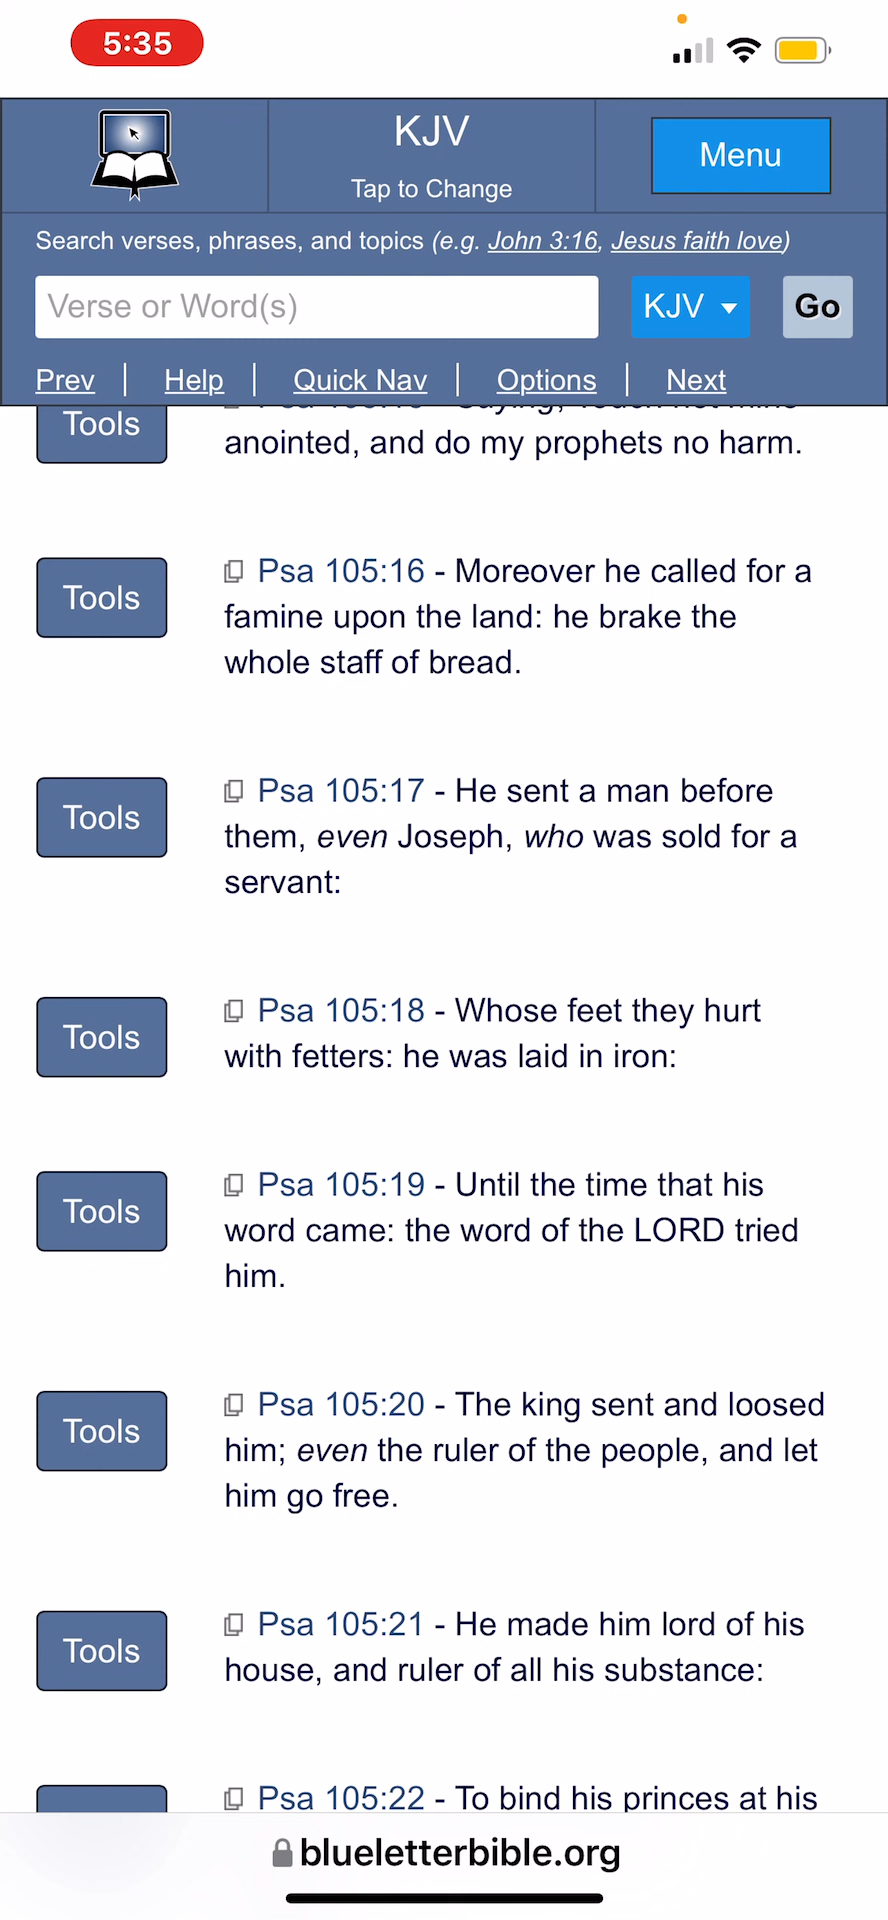 5:35
KJV
Tap to Change
Menu
Search verses, phrases, and topics (e.g. John 3:16, Jesus faith love)
Verse or Word(s)
KJV
Go
Prev | Help | Quick Nav | Options | Next
Tools
anointed, and do my prophets no harm.
Tools
Psa 105:16 - Moreover he called for a
famine upon the land: he brake the
whole staff of bread.
Tools
Psa 105:17 - He sent a man before
them, even Joseph, who was sold for a
servant:
Tools
Psa 105:18 - Whose feet they hurt
with fetters: he was laid in iron:
Tools
Psa 105:19 - Until the time that his
word came: the word of the LORD tried
him.
Tools
Psa 105:20 - The king sent and loosed
him; even the ruler of the people, and let
him go free.
Tools
Psa 105:21 - He made him lord of his
house, and ruler of all his substance:
Psa 105:22 - To bind his princes at his
blueletterbible.org